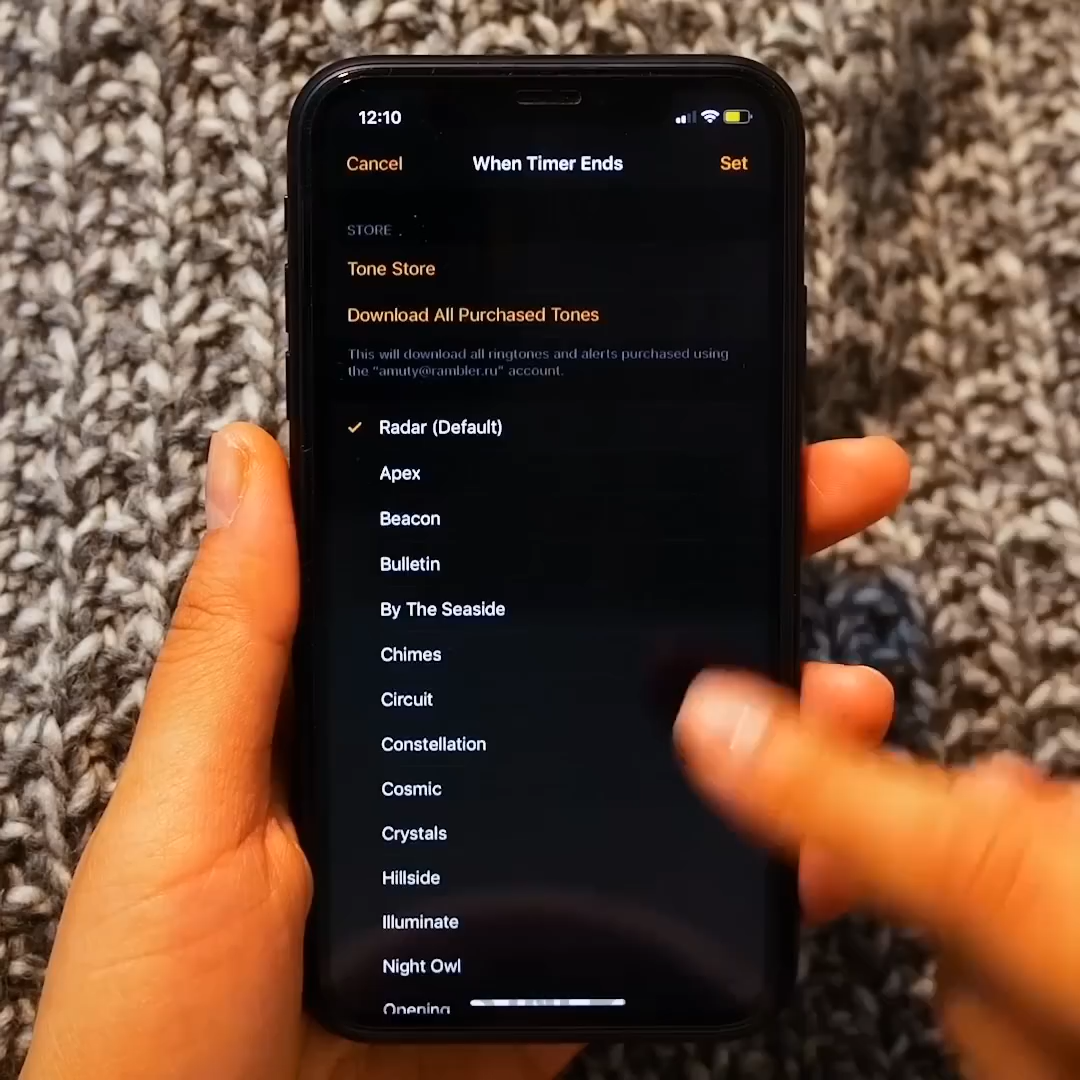 12:10
Cancel When Timer Ends Set
STORE
Tone Store
Download All Purchased Tones
This will download all ringtones and alerts purchased using
the "amuty@rambler.ru" account.
Radar (Default)
Apex
Beacon
Bulletin
By The Seaside
Chimes
Circuit
Constellation
Cosmic
Crystals
Hillside
Illuminate
Night Owl
Opening